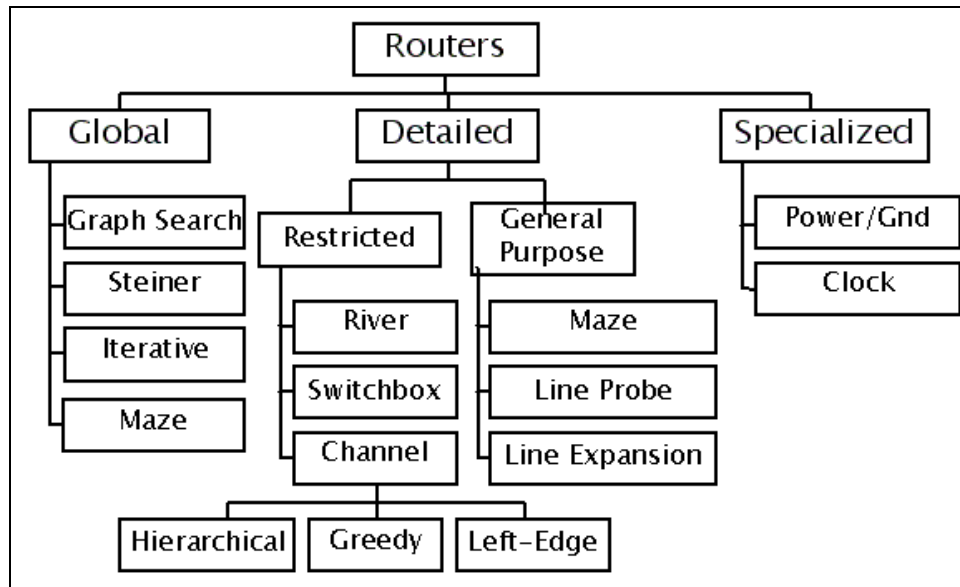 Routers
Global
Detailed
Specialized
Graph Search
Steiner
Iterative
Maze
Restricted
General
Purpose
River
Switchbox
Channel
Maze
Line Probe
Line Expansion
Power/Gnd
Clock
Hierarchical
Greedy
Left-Edge